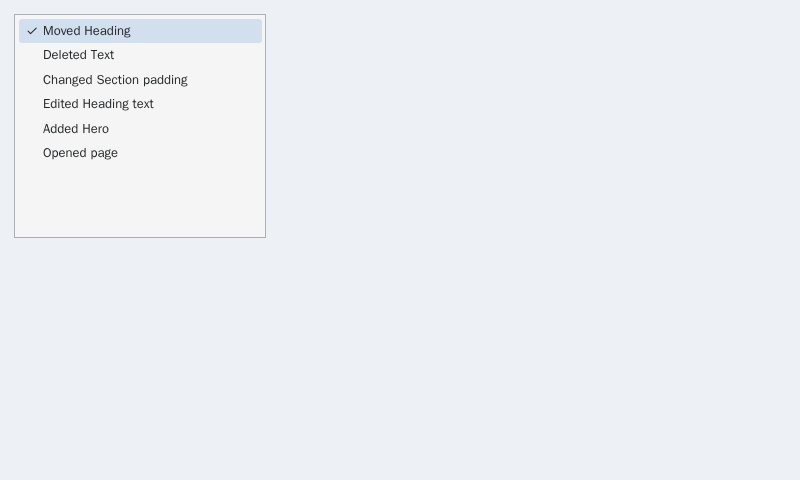 Moved Heading
Deleted Text
Changed Section padding
Edited Heading text
Added Hero
Opened page